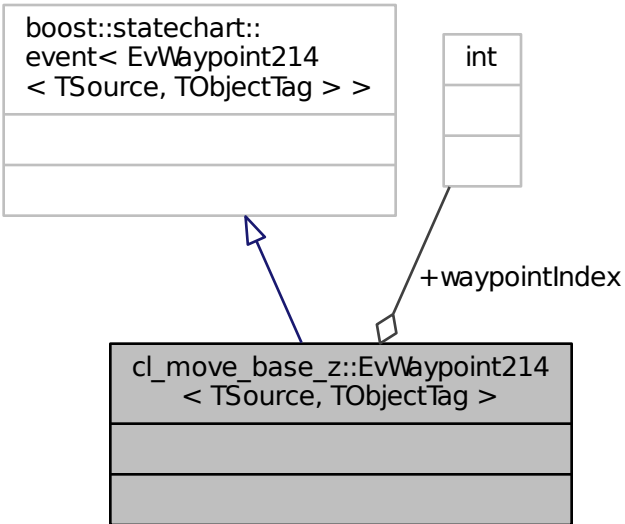 boost::statechart::
event< EvWaypoint214
< TSource, TObjectTag > >
int
+waypointIndex
cl_move_base_z::EvWaypoint214
< TSource, TObjectTag >